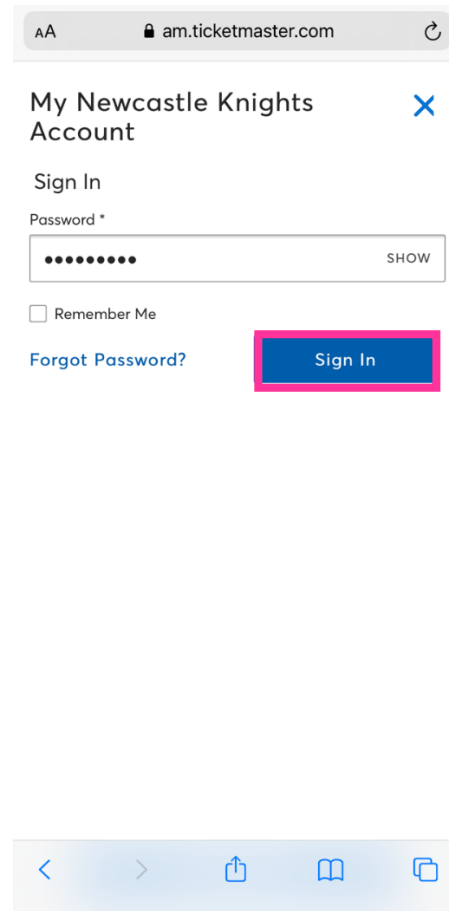 AA am.ticketmaster.com
My Newcastle Knights
Account
Sign In
Password *
••••••••• SHOW
Remember Me
Forgot Password? Sign In